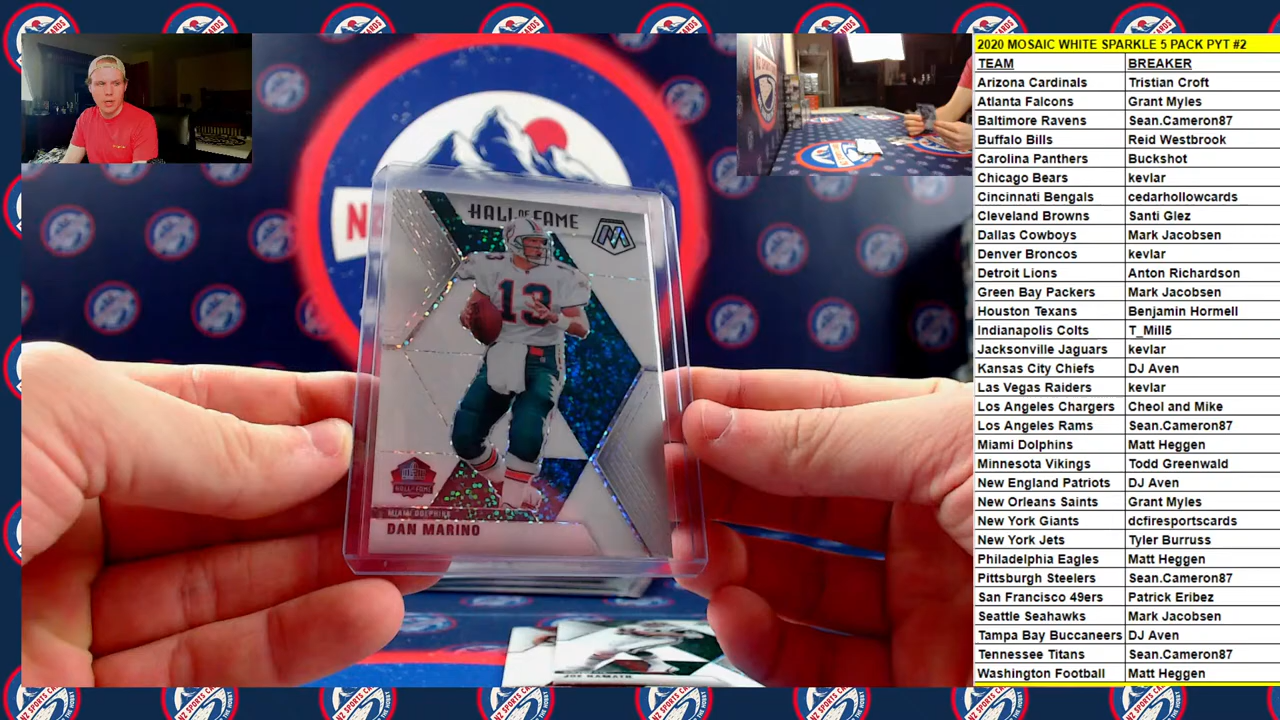 2020 MOSAIC WHITE SPARKLE 5 PACK PYT #2
TEAM BREAKER
Arizona Cardinals Tristian Croft
Atlanta Falcons Grant Myles
Baltimore Ravens Sean.Cameron87
Buffalo Bills Reid Westbrook
Carolina Panthers Buckshot
Chicago Bears kevlar
Cincinnati Bengals cedarhollowcards
Cleveland Browns Santi Glez
Dallas Cowboys Mark Jacobsen
Denver Broncos kevlar
Detroit Lions Anton Richardson
Green Bay Packers Mark Jacobsen
Houston Texans Benjamin Hormell
Indianapolis Colts T_Mill5
Jacksonville Jaguars kevlar
Kansas City Chiefs DJ Aven
Las Vegas Raiders kevlar
Los Angeles Chargers Cheol and Mike
Los Angeles Rams Sean.Cameron87
Miami Dolphins Matt Heggen
Minnesota Vikings Todd Greenwald
New England Patriots DJ Aven
New Orleans Saints Grant Myles
New York Giants dcfiresportscards
New York Jets Tyler Burruss
Philadelphia Eagles Matt Heggen
Pittsburgh Steelers Sean.Cameron87
San Francisco 49ers Patrick Eribez
Seattle Seahawks Mark Jacobsen
Tampa Bay Buccaneers DJ Aven
Tennessee Titans Sean.Cameron87
Washington Football Matt Heggen
HALL OF FAME
M
13
HALL OF FAME
MIAMI DOLPHINS
DAN MARINO
JOE NAMATH
NZ